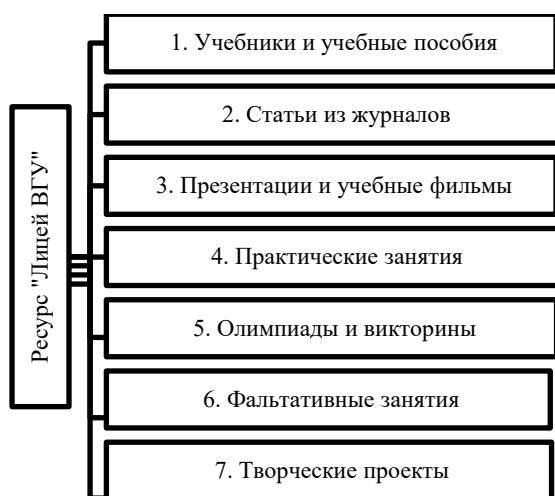 Ресурс "Лицей ВГУ"
1. Учебники и учебные пособия
2. Статьи из журналов
3. Презентации и учебные фильмы
4. Практические занятия
5. Олимпиады и викторины
6. Фальтативные занятия
7. Творческие проекты